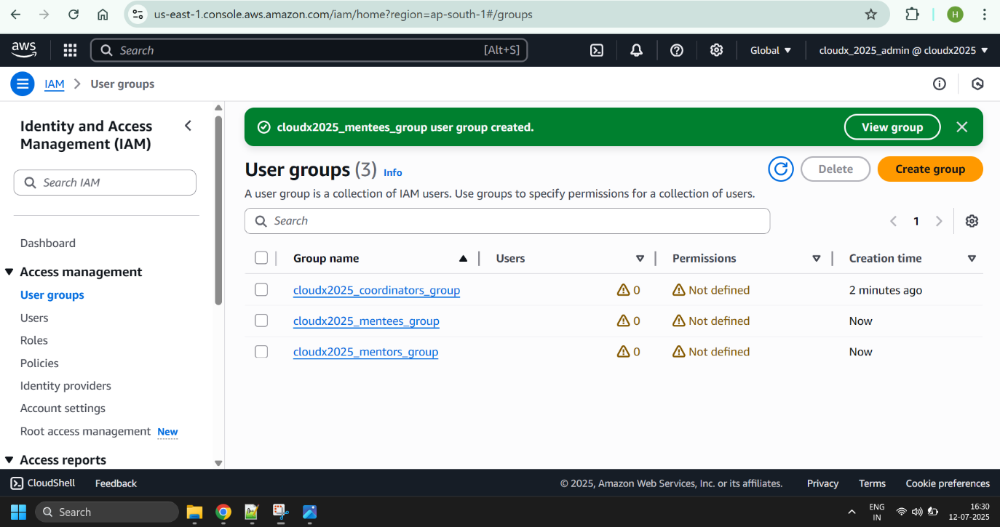 us-east-1.console.aws.amazon.com/iam/home?region=ap-south-1#/groups
H
aws
Search [Alt+S]
Global
cloudx_2025_admin @ cloudx2025
IAM
User groups
Identity and Access
Management (IAM)
Search IAM
Dashboard
Access management
User groups
Users
Roles
Policies
Identity providers
Account settings
Root access management New
Access reports
cloudx2025_mentees_group user group created.
View group
User groups (3) Info
Delete
Create group
A user group is a collection of IAM users. Use groups to specify permissions for a collection of users.
Search
1
Group name Users Permissions Creation time
cloudx2025_coordinators_group 0 Not defined 2 minutes ago
cloudx2025_mentees_group 0 Not defined Now
cloudx2025_mentors_group 0 Not defined Now
CloudShell Feedback © 2025, Amazon Web Services, Inc. or its affiliates. Privacy Terms Cookie preferences
Search
ENG
IN
16:30
12-07-2025